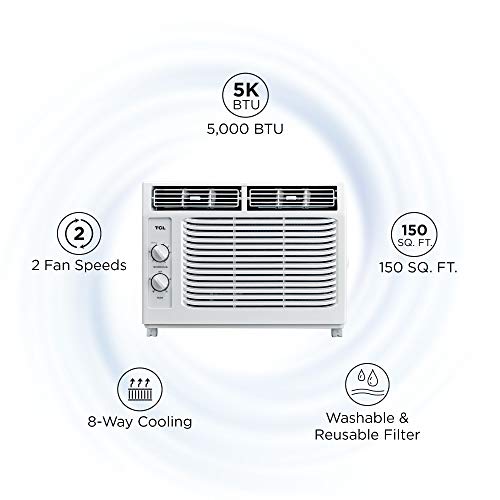 5K
BTU
5,000 BTU
TCL
2
2 Fan Speeds
150
SQ. FT.
150 SQ. FT.
8-Way Cooling
Washable &
Reusable Filter